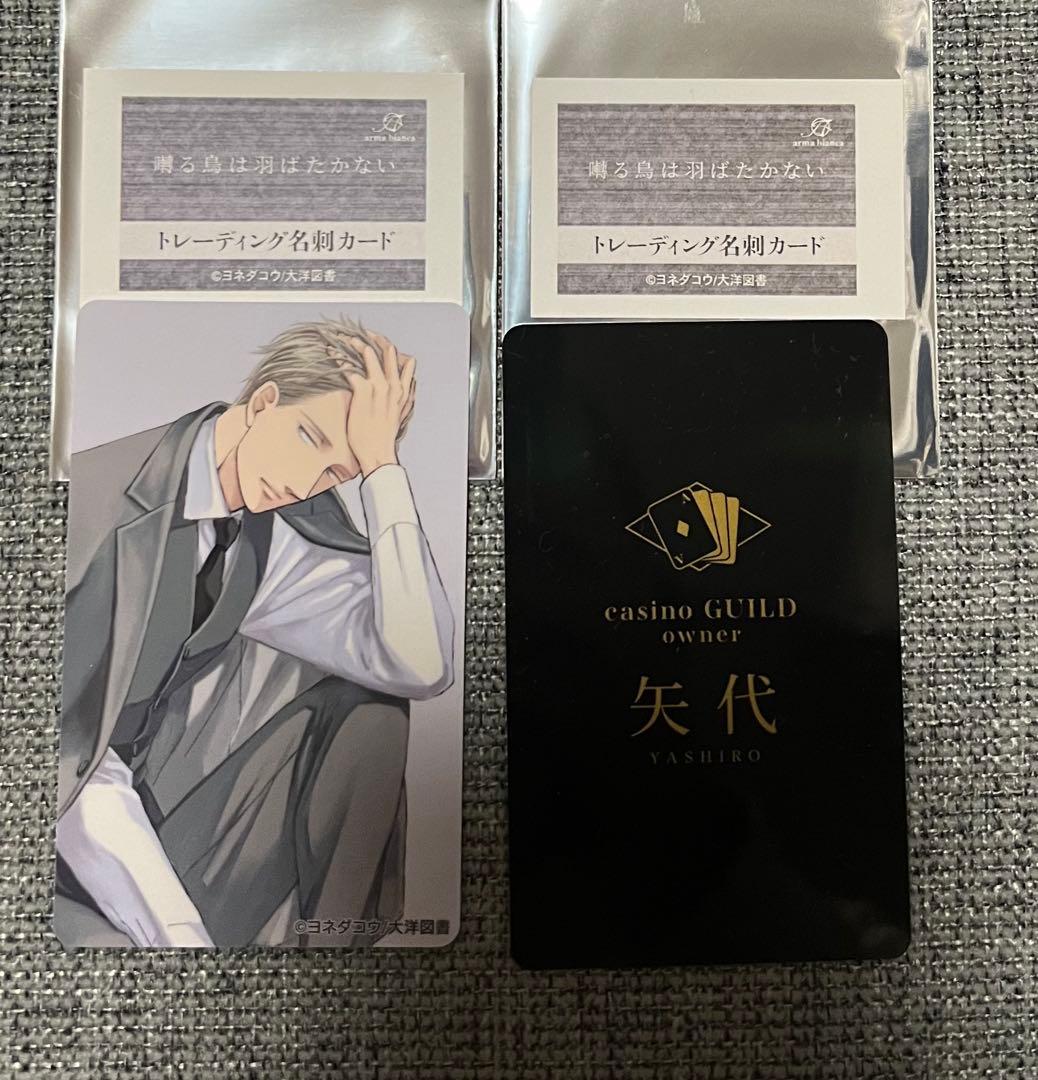 arma bianca
囀る鳥は羽ばたかない
トレーディング名刺カード
©ヨネダコウ/大洋図書
arma bianca
囀る鳥は羽ばたかない
トレーディング名刺カード
©ヨネダコウ/大洋図書
©ヨネダコウ/大洋図書
A
A
casino GUILD
owner
矢代
YASHIRO